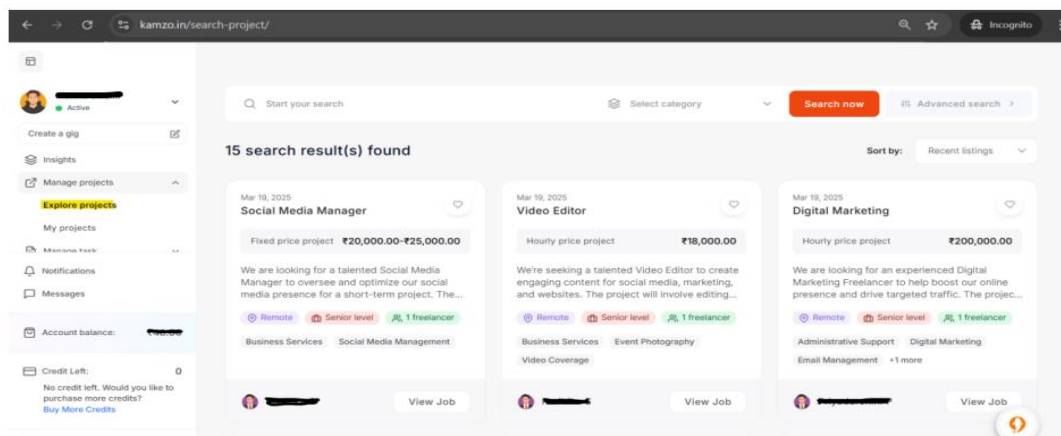 kamzo.in/search-project/
Incognito
Active
Create a gig
Insights
Manage projects
Explore projects
My projects
Manage task
Notifications
Messages
Account balance:
Credit Left: 0
No credit left. Would you like to
purchase more credits?
Buy More Credits
Start your search
Select category
Search now
Advanced search
15 search result(s) found
Sort by: Recent listings
Mar 19, 2025
Social Media Manager
Fixed price project ₹20,000.00-₹25,000.00
We are looking for a talented Social Media
Manager to oversee and optimize our social
media presence for a short-term project. The...
Remote Senior level 1 freelancer
Business Services Social Media Management
View Job
Mar 19, 2025
Video Editor
Hourly price project ₹18,000.00
We're seeking a talented Video Editor to create
engaging content for social media, marketing,
and websites. The project will involve editing...
Remote Senior level 1 freelancer
Business Services Event Photography
Video Coverage
View Job
Mar 19, 2025
Digital Marketing
Hourly price project ₹200,000.00
We are looking for an experienced Digital
Marketing Freelancer to help boost our online
presence and drive targeted traffic. The projec...
Remote Senior level 1 freelancer
Administrative Support Digital Marketing
Email Management +1 more
View Job